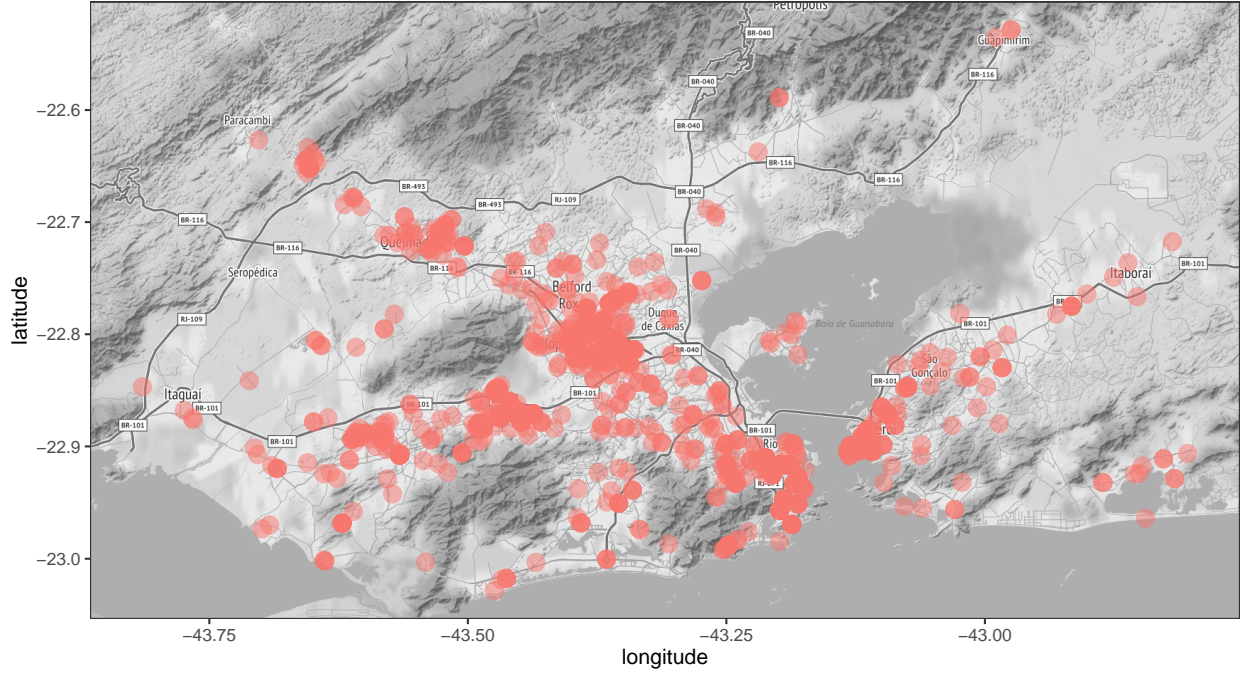 Petrópolis
BR-040
Guapimirim
BR-116
BR-040
−22.6
Paracambi
BR-040
BR-116
BR-116
BR-493
BR-040
BR-493
RJ-109
−22.7
BR-116
BR-116
BR-040
BR-116
BR-116
Seropédica
Itaboraí
BR-101
Belford
Roxo
−22.8
RJ-109
Duque
de Caxias
Baía de Guanabara
BR-101
BR-040
São
Gonçalo
Itaguaí
BR-101
BR-101
BR-101
BR-101
BR-101
BR-101
BR-101
Rio
−22.9
RJ-071
−23.0
−43.75
−43.50
−43.25
−43.00
longitude
latitude